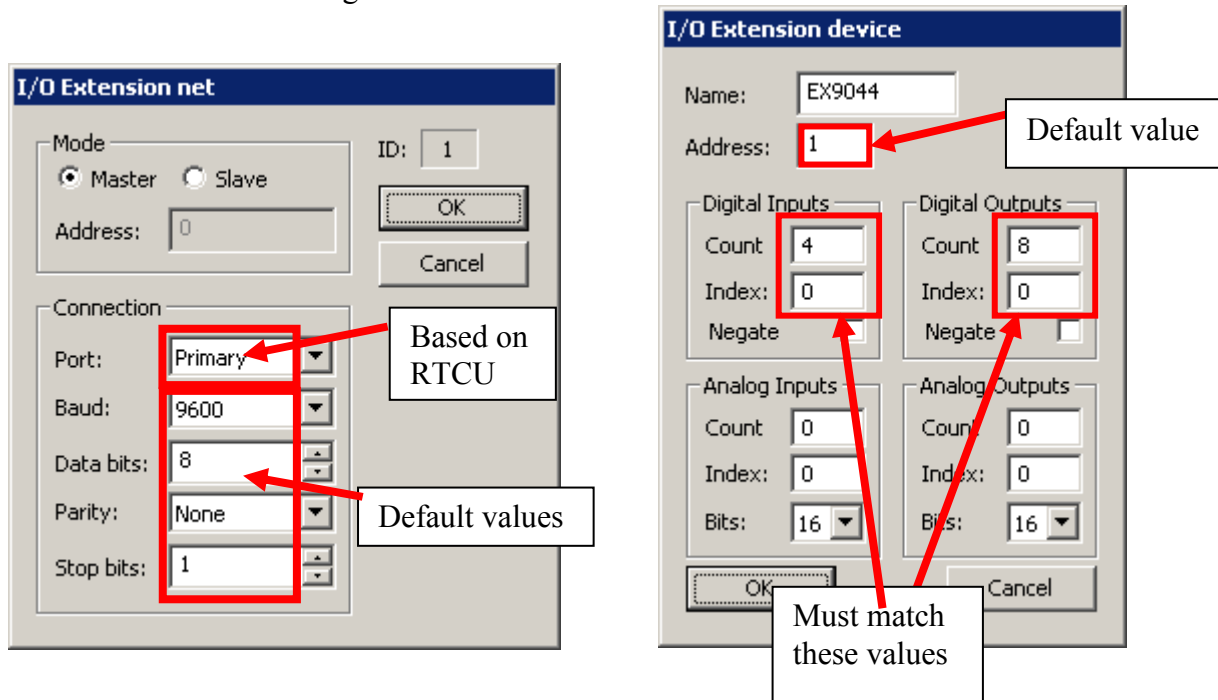 I/O Extension net
Mode
Master Slave
Address: 0
ID: 1
OK
Cancel
Connection
Port: Primary
Baud: 9600
Data bits: 8
Parity: None
Stop bits: 1
Based on
RTCU
Default values
I/O Extension device
Name: EX9044
Address: 1
Default value
Digital Inputs
Count 4
Index: 0
Negate
Digital Outputs
Count 8
Index: 0
Negate
Analog Inputs
Count 0
Index: 0
Bits: 16
Analog Outputs
Count 0
Index: 0
Bits: 16
OK
Cancel
Must match
these values